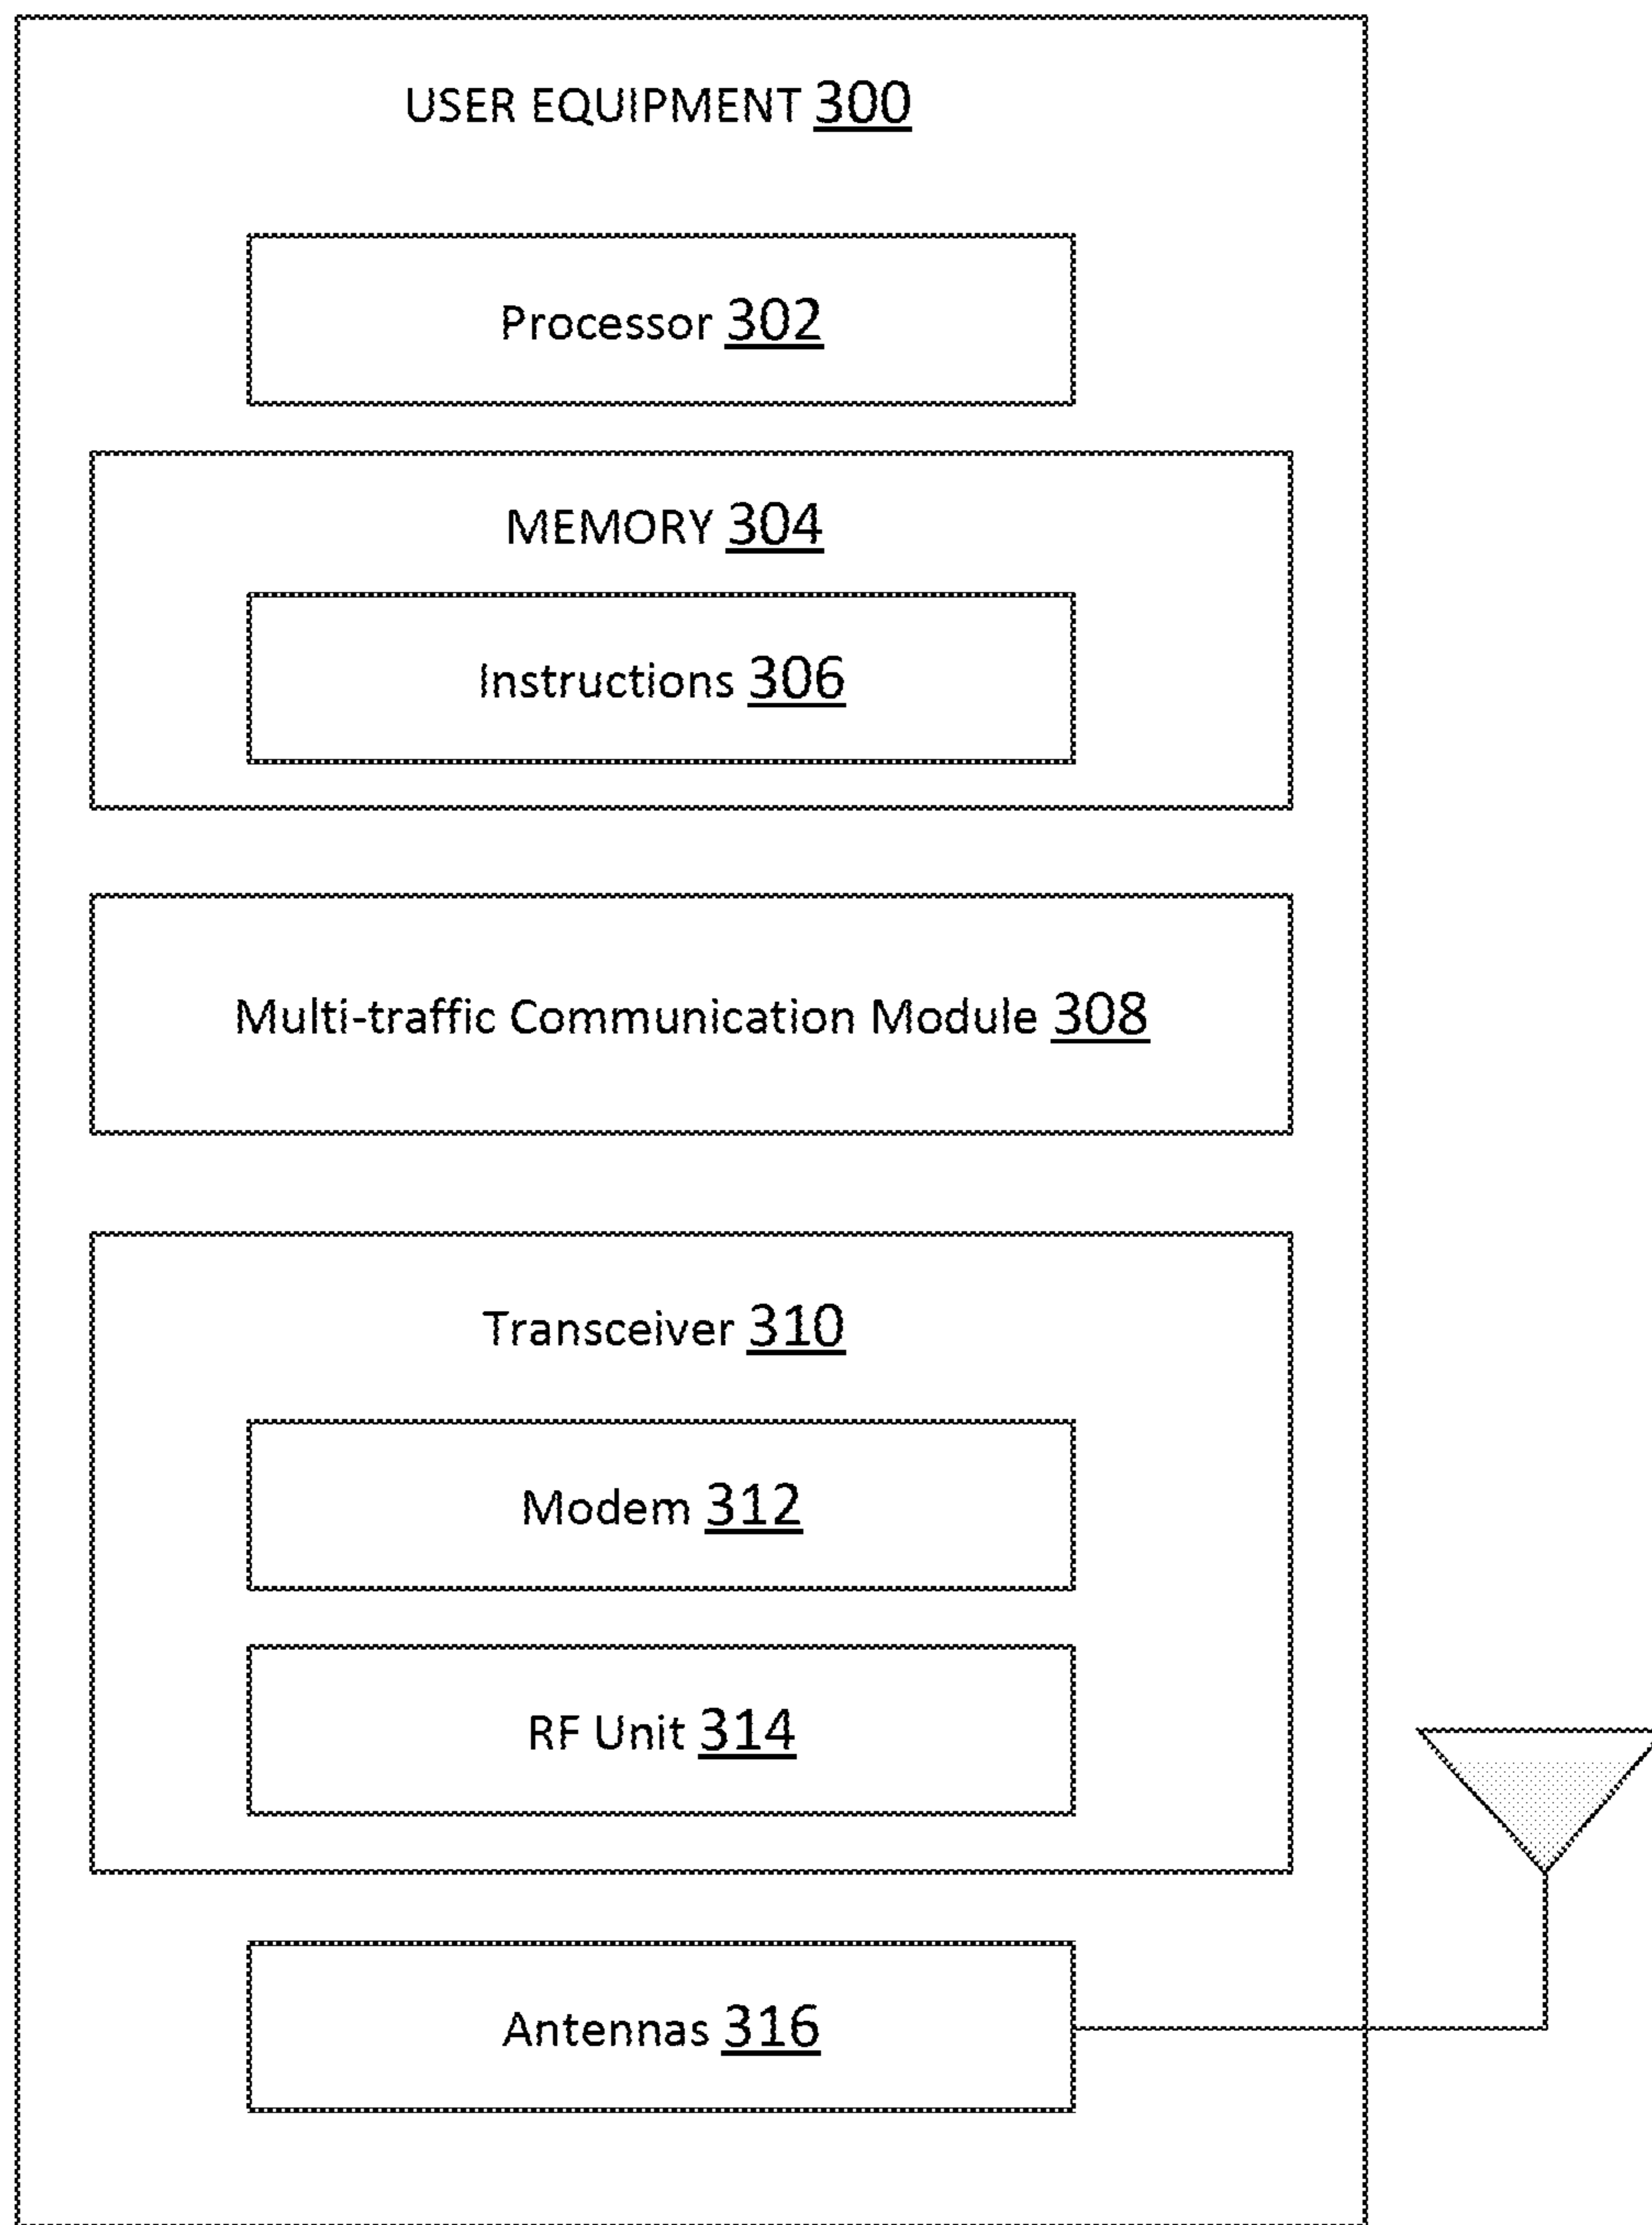 USER EQUIPMENT 300
Processor 302
MEMORY 304
Instructions 306
Multi-traffic Communication Module 308
Transceiver 310
Modem 312
RF Unit 314
Antennas 316